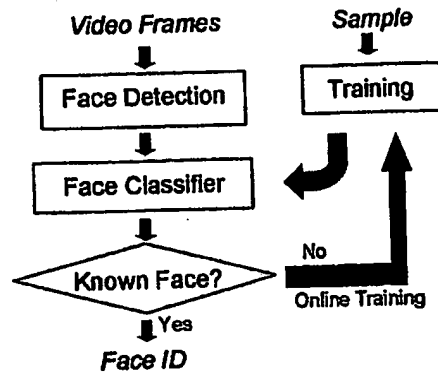 Video Frames
Sample
Face Detection
Training
Face Classifier
Known Face?
No
Online Training
Yes
Face ID